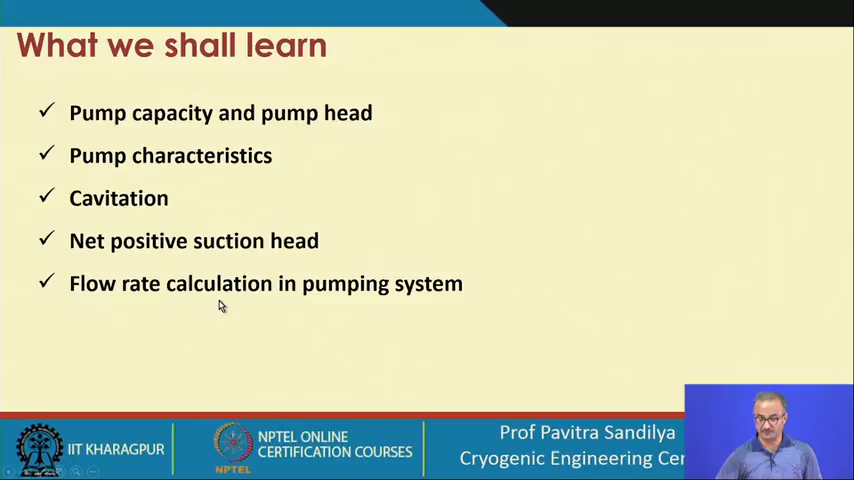 What we shall learn
✓ Pump capacity and pump head
✓ Pump characteristics
✓ Cavitation
✓ Net positive suction head
✓ Flow rate calculation in pumping system
IIT KHARAGPUR
NPTEL
NPTEL ONLINE
CERTIFICATION COURSES
Prof Pavitra Sandilya
Cryogenic Engineering Cen